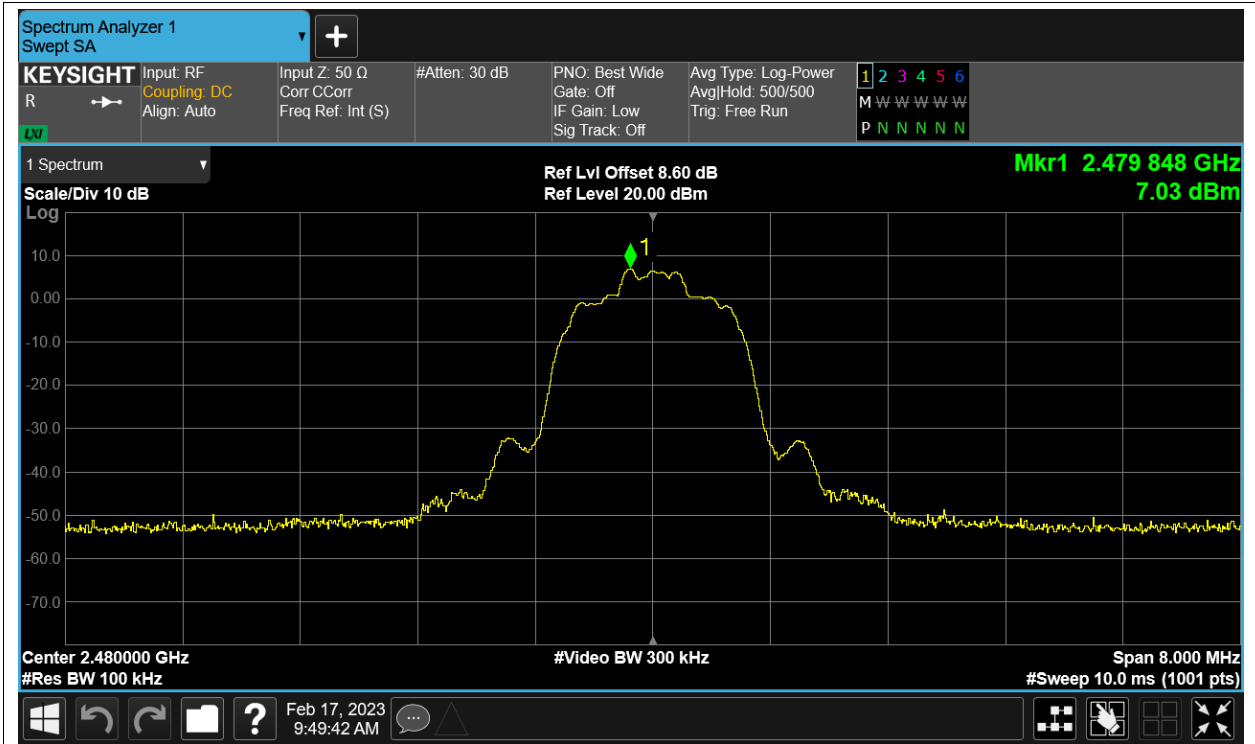 Spectrum Analyzer 1
Swept SA
KEYSIGHT
R
LXI
Input: RF
Coupling: DC
Align: Auto
Input Z: 50 Ω
Corr CCorr
Freq Ref: Int (S)
#Atten: 30 dB
PNO: Best Wide
Gate: Off
IF Gain: Low
Sig Track: Off
Avg Type: Log-Power
Avg|Hold: 500/500
Trig: Free Run
1 2 3 4 5 6
M W W W W W
P N N N N N
1 Spectrum
Scale/Div 10 dB
Log
Ref Lvl Offset 8.60 dB
Ref Level 20.00 dBm
Mkr1 2.479 848 GHz
7.03 dBm
1
10.0
0.00
-10.0
-20.0
-30.0
-40.0
-50.0
-60.0
-70.0
Center 2.480000 GHz
#Res BW 100 kHz
#Video BW 300 kHz
Span 8.000 MHz
#Sweep 10.0 ms (1001 pts)
?
Feb 17, 2023
9:49:42 AM